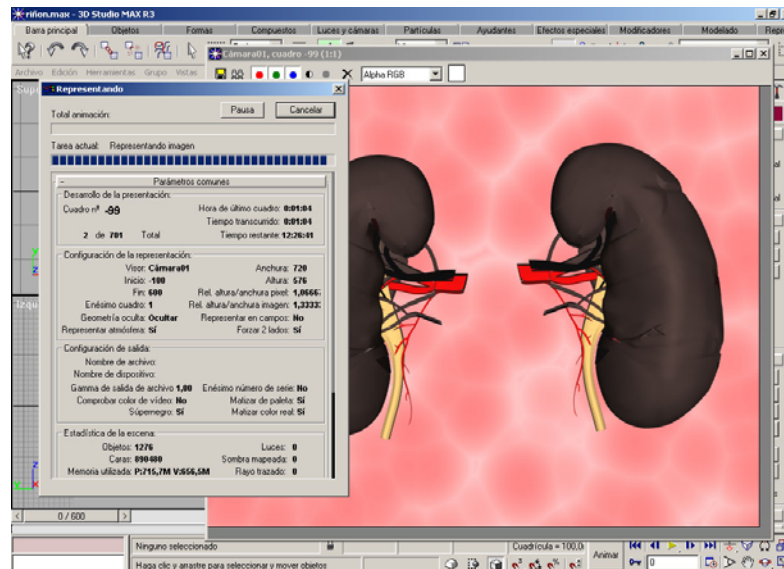 riñon.max - 3D Studio MAX R3
Barra principal Objetos Formas Compuestos Luces y cámaras Partículas Ayudantes Efectos especiales Modificadores Modelado
Archivo Edición Herramientas Grupo Vistas
Cámara01, cuadro -99 (1:1)
Alpha RGB
Representando
Total animación:
Pausa
Cancelar
Tarea actual: Representando imagen
- Parámetros comunes
Desarrollo de la presentación:
Cuadro nº -99 Hora de último cuadro: 0:01:04
Tiempo transcurrido: 0:01:04
2 de 701 Total Tiempo restante: 12:26:41
Configuración de la representación:
Visor: Cámara01 Anchura: 720
Inicio: -100 Altura: 576
Fin: 600 Rel. altura/anchura pixel: 1,0666
Enésimo cuadro: 1 Rel. altura/anchura imagen: 1,3333
Geometría oculta: Ocultar Representar en campos: No
Representar atmósfera: Sí Forzar 2 lados: Sí
Configuración de salida:
Nombre de archivo:
Nombre de dispositivo:
Gamma de salida de archivo 1,00 Enésimo número de serie: No
Comprobar color de vídeo: No Matizar de paleta: Sí
Súpernegro: Sí Matizar color real: Sí
Estadística de la escena:
Objetos: 1276 Luces: 0
Caras: 890480 Sombra mapeada: 0
Memoria utilizada: P:715,7M V:656,5M Rayo trazado: 0
0 / 600
Ninguno seleccionado
Cuadrícula = 100,0
Animar
0
Haga clic y arrastre para seleccionar y mover objetos